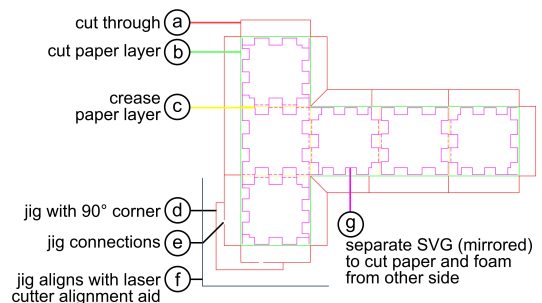 cut through a
cut paper layer b
crease
paper layer c
jig with 90° corner d
jig connections e
jig aligns with laser
cutter alignment aid f
g
separate SVG (mirrored)
to cut paper and foam
from other side